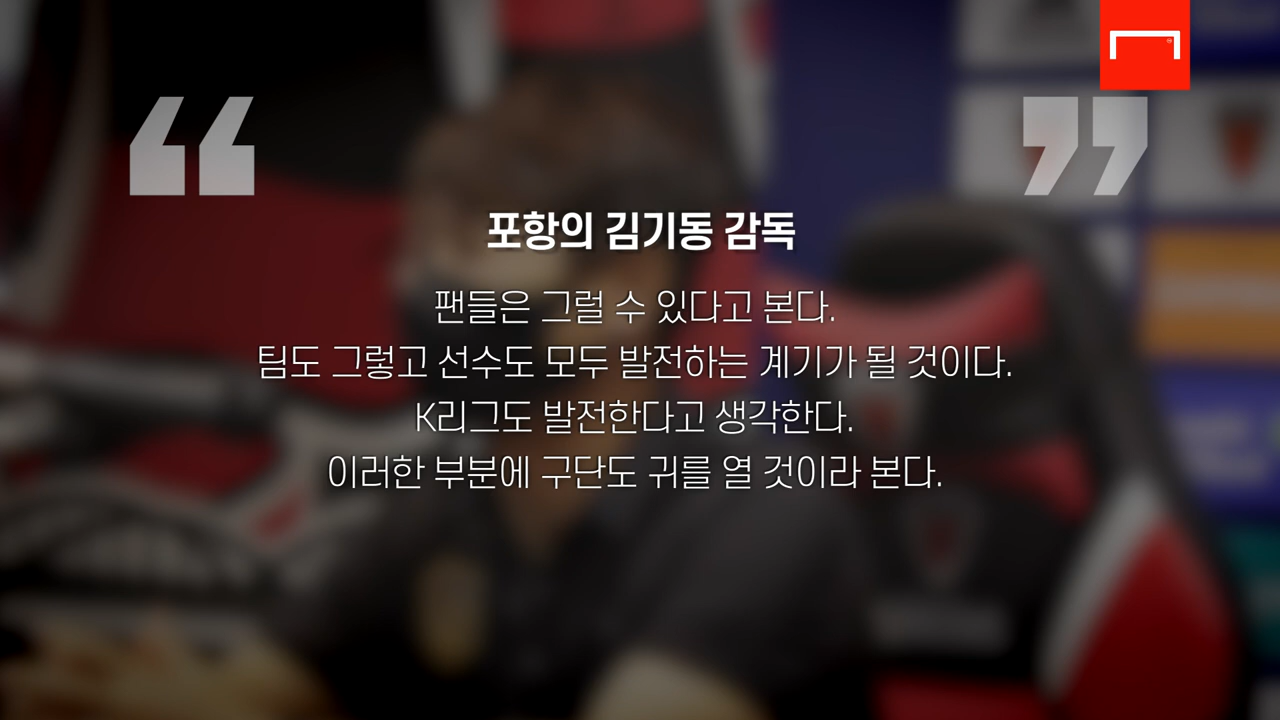 포항의 김기동 감독
팬들은 그럴 수 있다고 본다.
팀도 그렇고 선수도 모두 발전하는 계기가 될 것이다.
K리그도 발전한다고 생각한다.
이러한 부분에 구단도 귀를 열 것이라 본다.